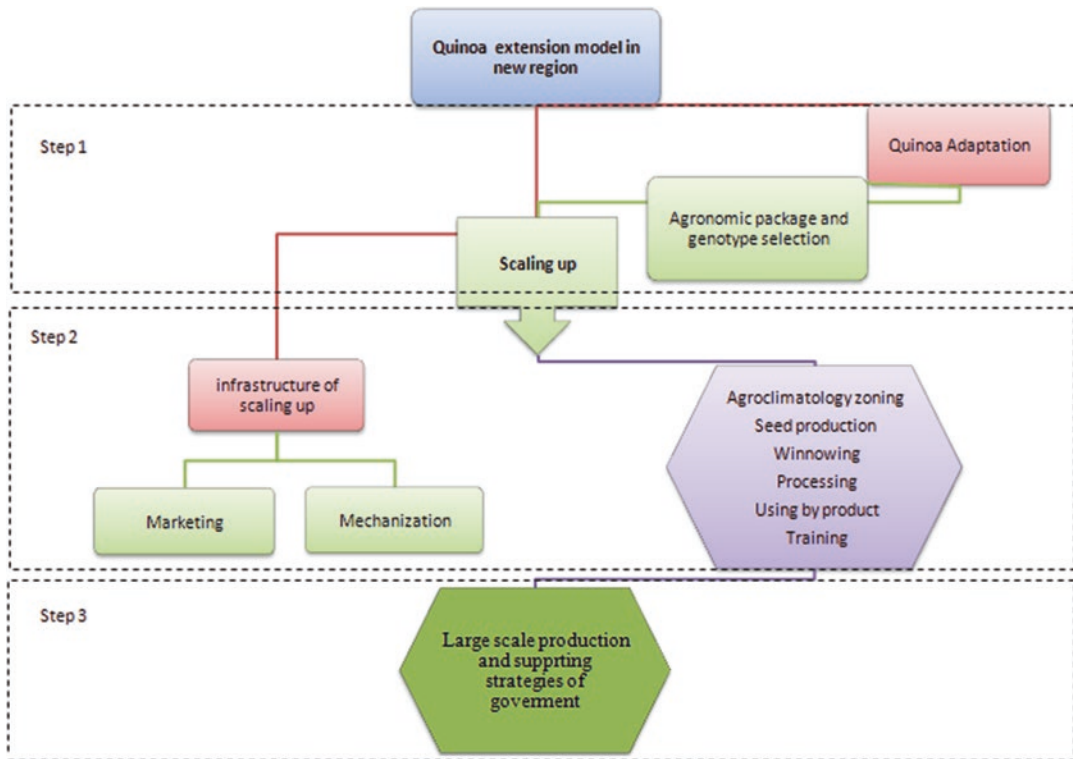 Quinoa extension model in
new region
Step 1
Quinoa Adaptation
Agronomic package and
genotype selection
Scaling up
Step 2
infrastructure of
scaling up
Marketing
Mechanization
Agroclimatology zoning
Seed production
Winnowing
Processing
Using by product
Training
Step 3
Large scale production
and supprting
strategies of
goverment